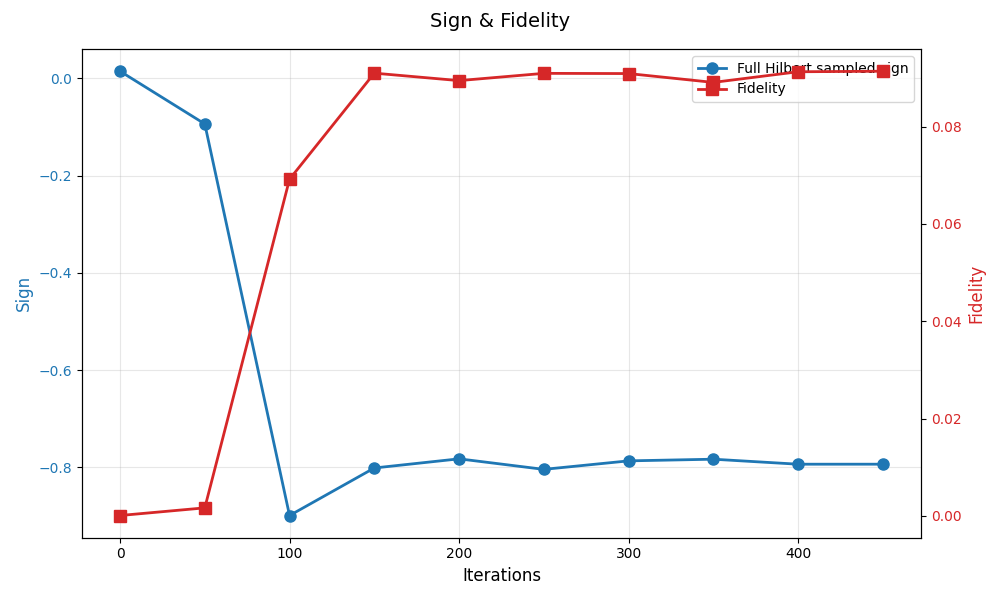 Sign & Fidelity
Full Hilbert sampled sign
Fidelity
0.0
−0.2
−0.4
−0.6
−0.8
Sign
0.08
0.06
0.04
0.02
0.00
Fidelity
0
100
200
300
400
Iterations